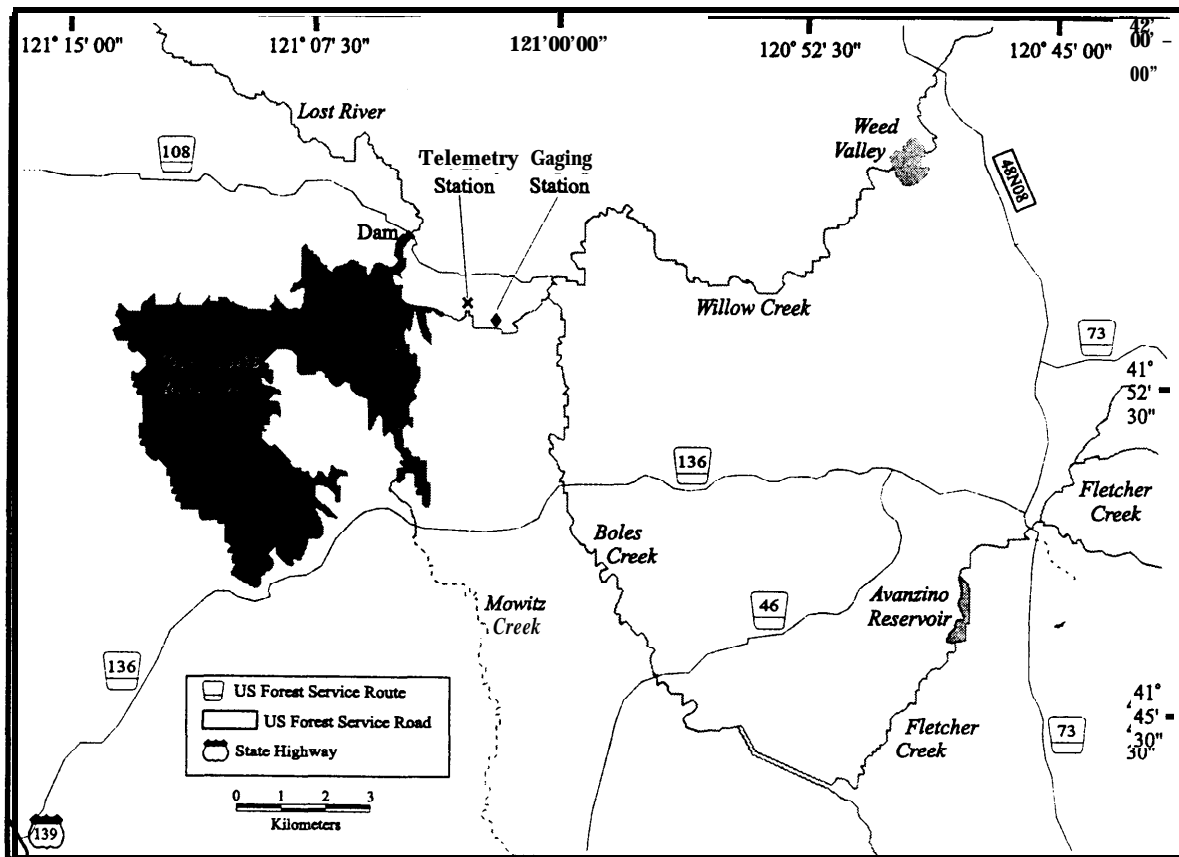 121° 15' 00"
121° 07' 30"
121° 00' 00"
120° 52' 30"
120° 45' 00"
42'
00'
00"
Lost River
108
Telemetry
Station
Gaging
Station
Dam
Weed
Valley
48N08
Willow Creek
73
41°
52'
30"
136
Fletcher
Creek
Boles
Creek
46
Avanzino
Reservoir
Mowitz
Creek
136
US Forest Service Route
US Forest Service Road
State Highway
0 1 2 3
Kilometers
139
Fletcher
Creek
73
41°
45'
30"